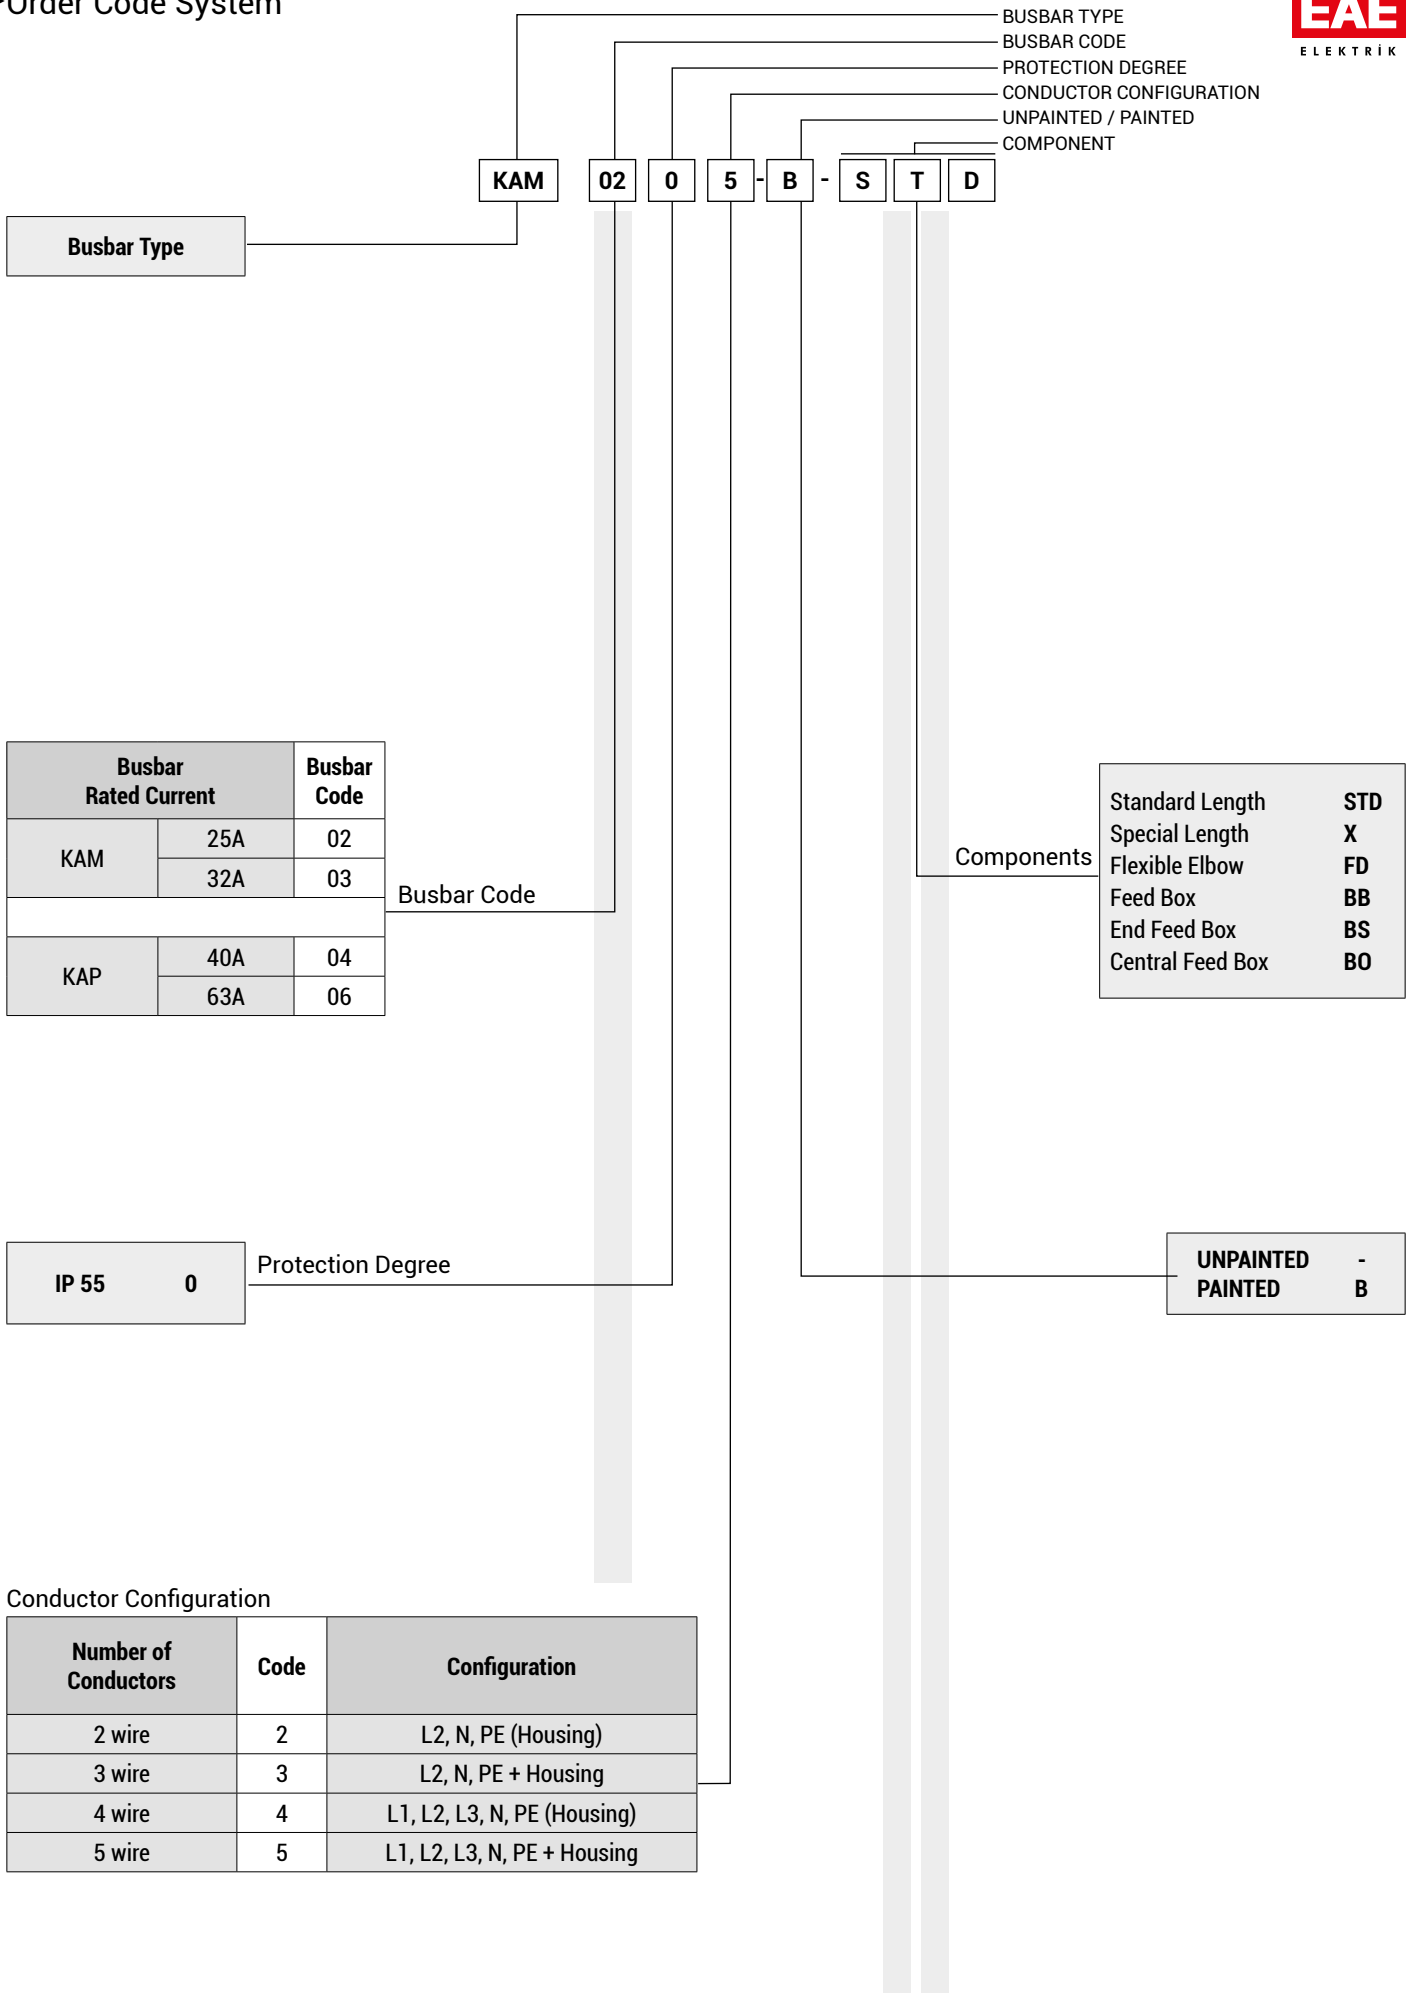 Order Code System
EAE
ELEKTRİK
BUSBAR TYPE
BUSBAR CODE
PROTECTION DEGREE
CONDUCTOR CONFIGURATION
UNPAINTED / PAINTED
COMPONENT
KAM 02 0 5 - B - S T D
Busbar Type
Busbar Rated Current Busbar Code
KAM 25A 02
32A 03
KAP 40A 04
63A 06
Busbar Code
Components
Standard Length STD
Special Length X
Flexible Elbow FD
Feed Box BB
End Feed Box BS
Central Feed Box BO
IP 55 0
Protection Degree
UNPAINTED -
PAINTED B
Conductor Configuration
Number of Conductors Code Configuration
2 wire 2 L2, N, PE (Housing)
3 wire 3 L2, N, PE + Housing
4 wire 4 L1, L2, L3, N, PE (Housing)
5 wire 5 L1, L2, L3, N, PE + Housing